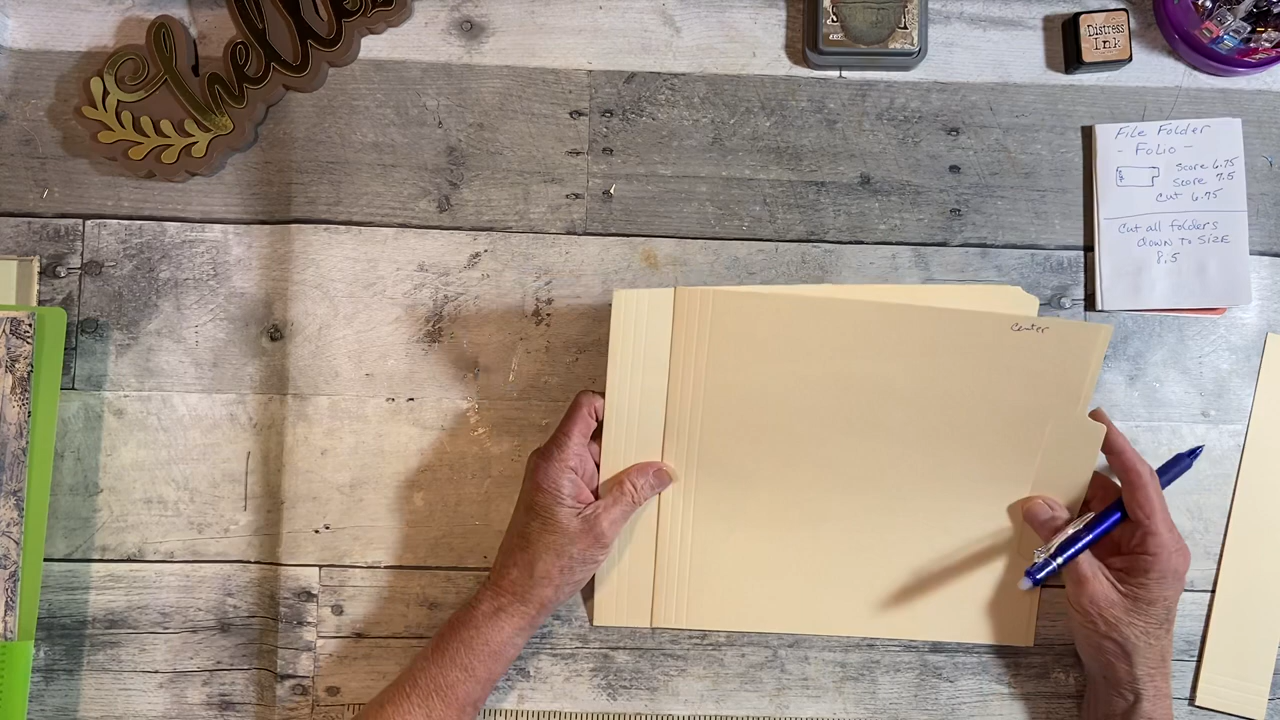 hello
Distress
Ink
File Folder
- Folio -
Score 6.75
Score 7.5
Cut 6.75
Cut all folders
down to SIZE
8.5
Center